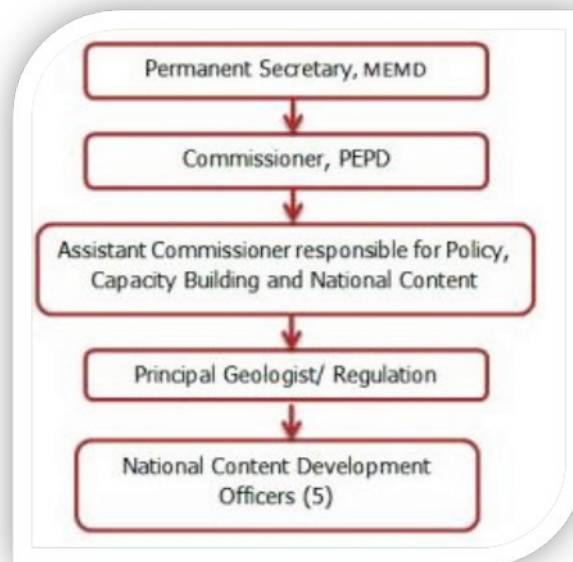 Permanent Secretary, MEMD
Commissioner, PEPD
Assistant Commissioner responsible for Policy,
Capacity Building and National Content
Principal Geologist/ Regulation
National Content Development
Officers (5)